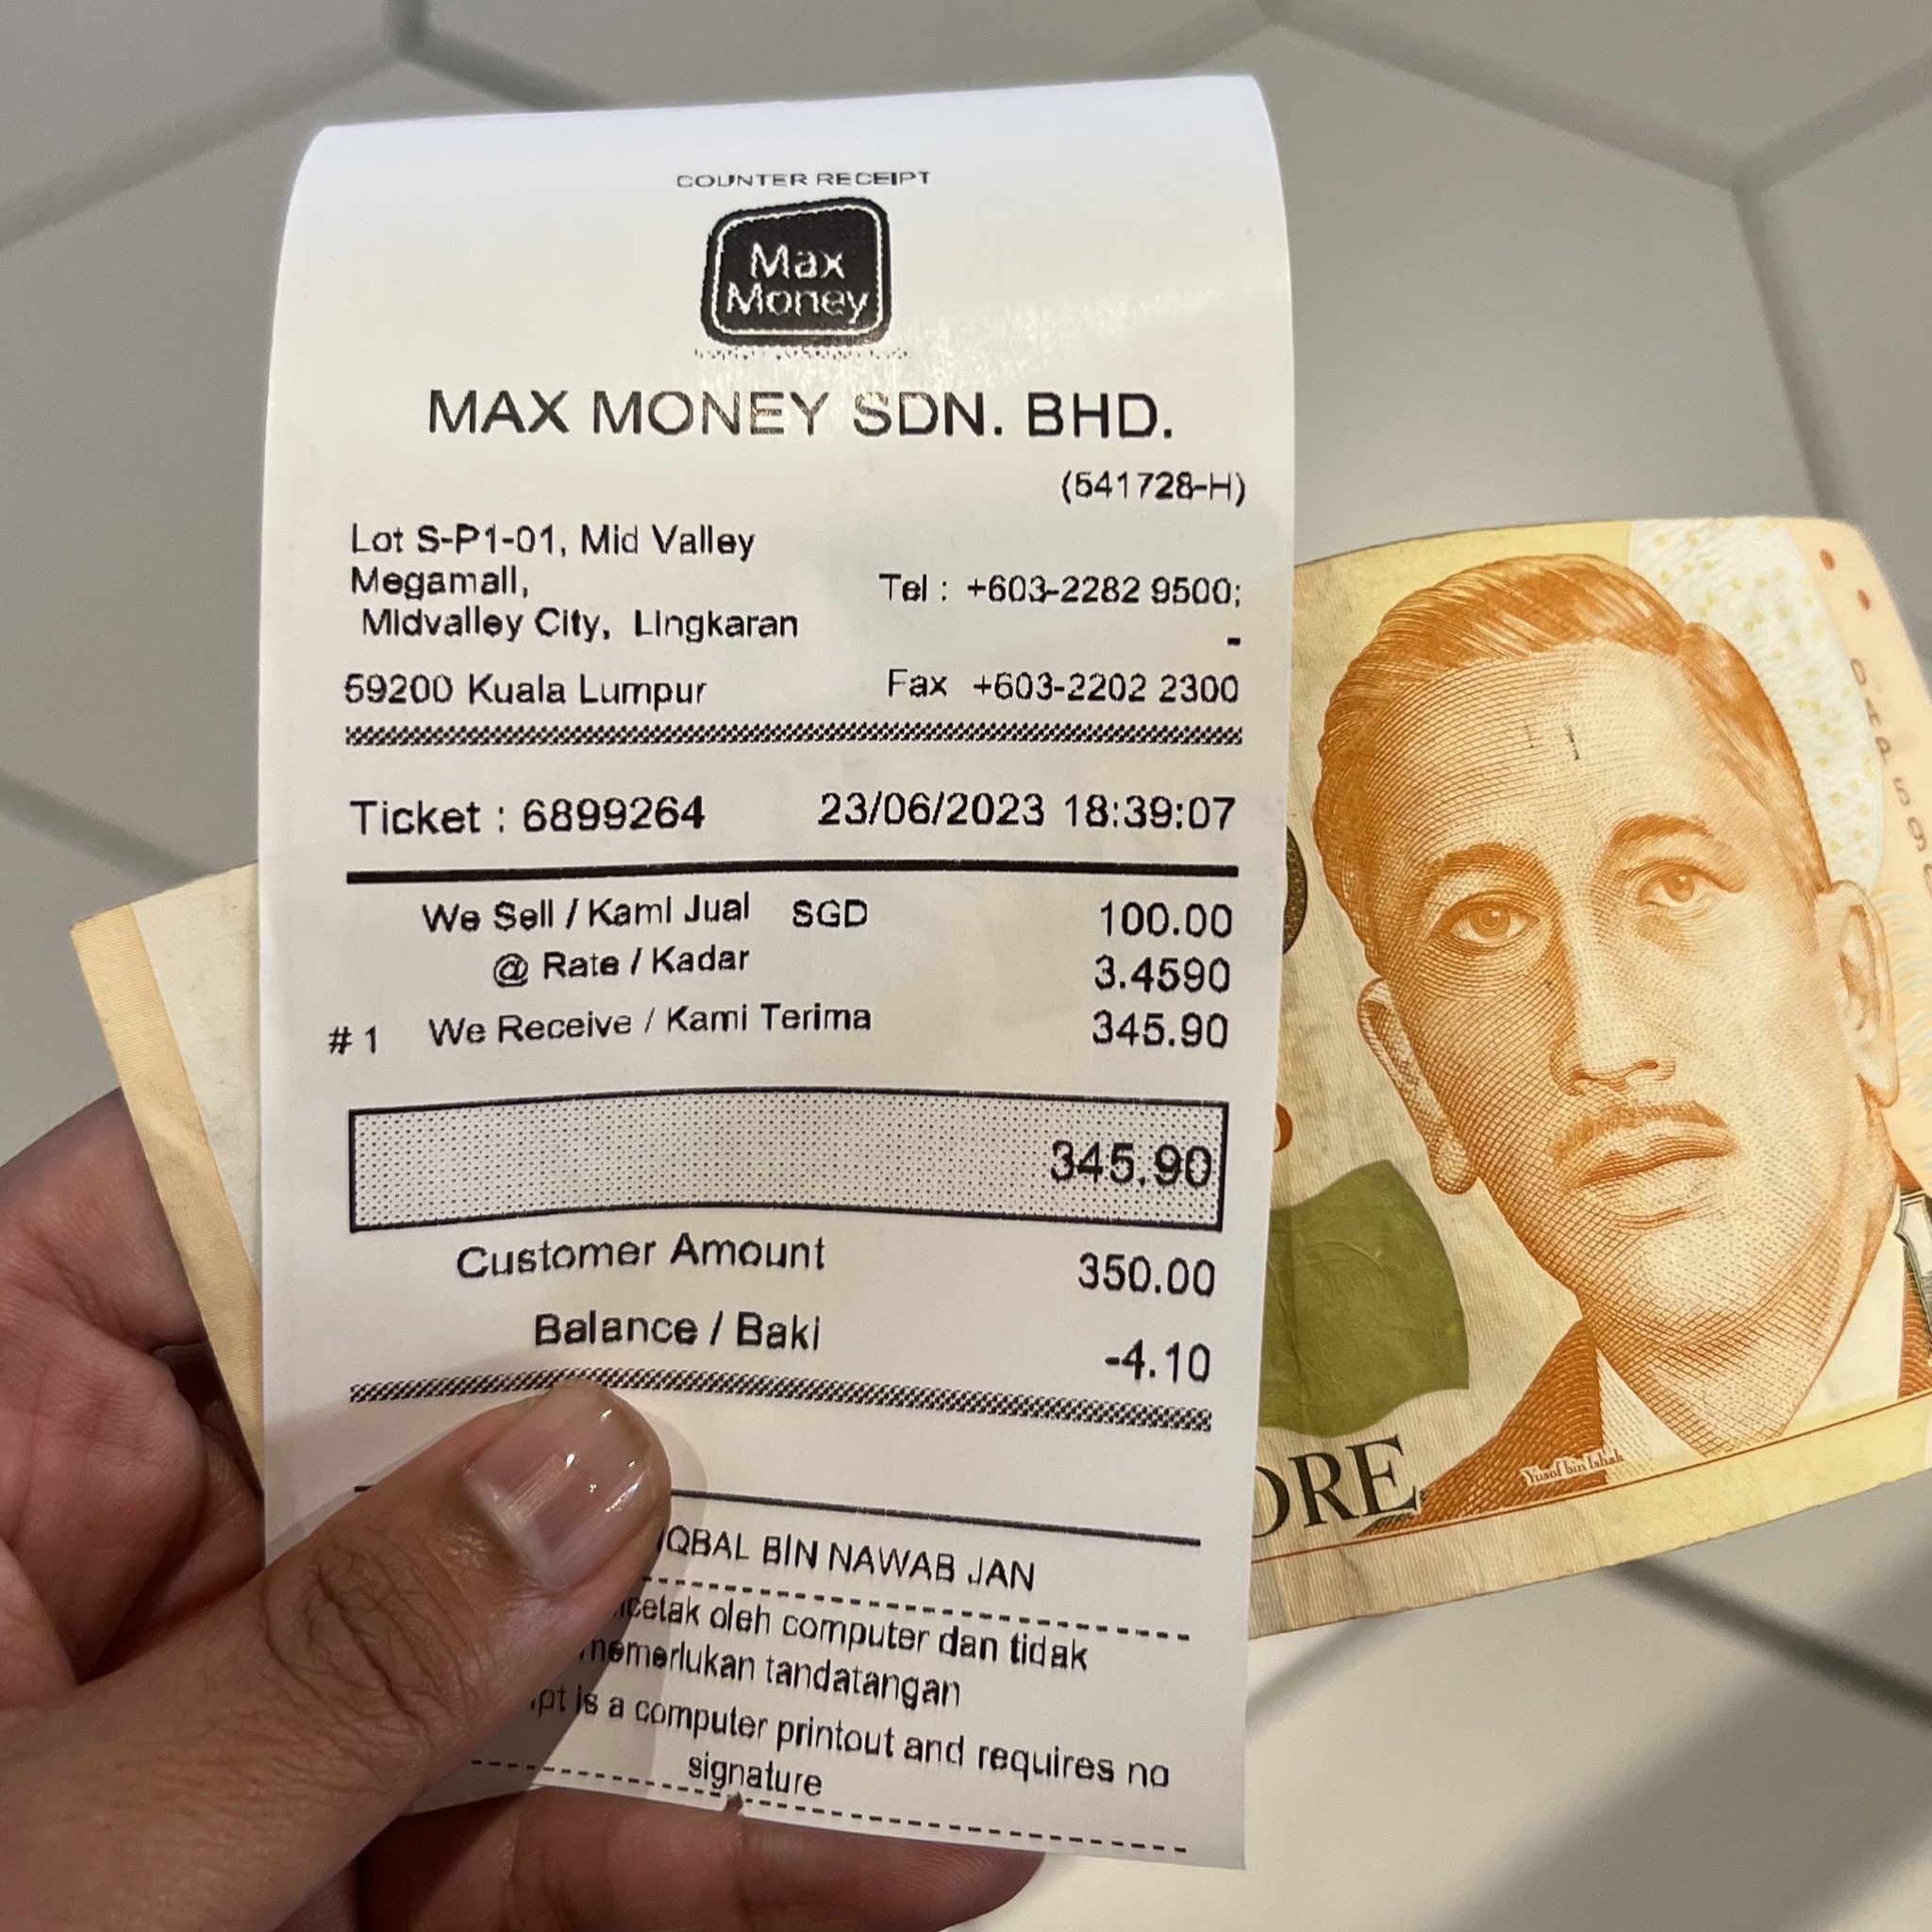 COUNTER RECEIPT
Max
Money
MAX MONEY SDN. BHD.
(541728-H)
Lot S-P1-01, Mid Valley
Megamall,
Tel : +603-2282 9500;
Midvalley City, Lingkaran
-
59200 Kuala Lumpur
Fax +603-2202 2300
Ticket : 6899264 23/06/2023 18:39:07
We Sell / Kami Jual SGD 100.00
@ Rate / Kadar 3.4590
# 1 We Receive / Kami Terima 345.90
345.90
Customer Amount 350.00
Balance / Baki -4.10
QBAL BIN NAWAB JAN
cetak oleh computer dan tidak
memerlukan tandatangan
pt is a computer printout and requires no
signature
ORE
Yusof bin Ishak